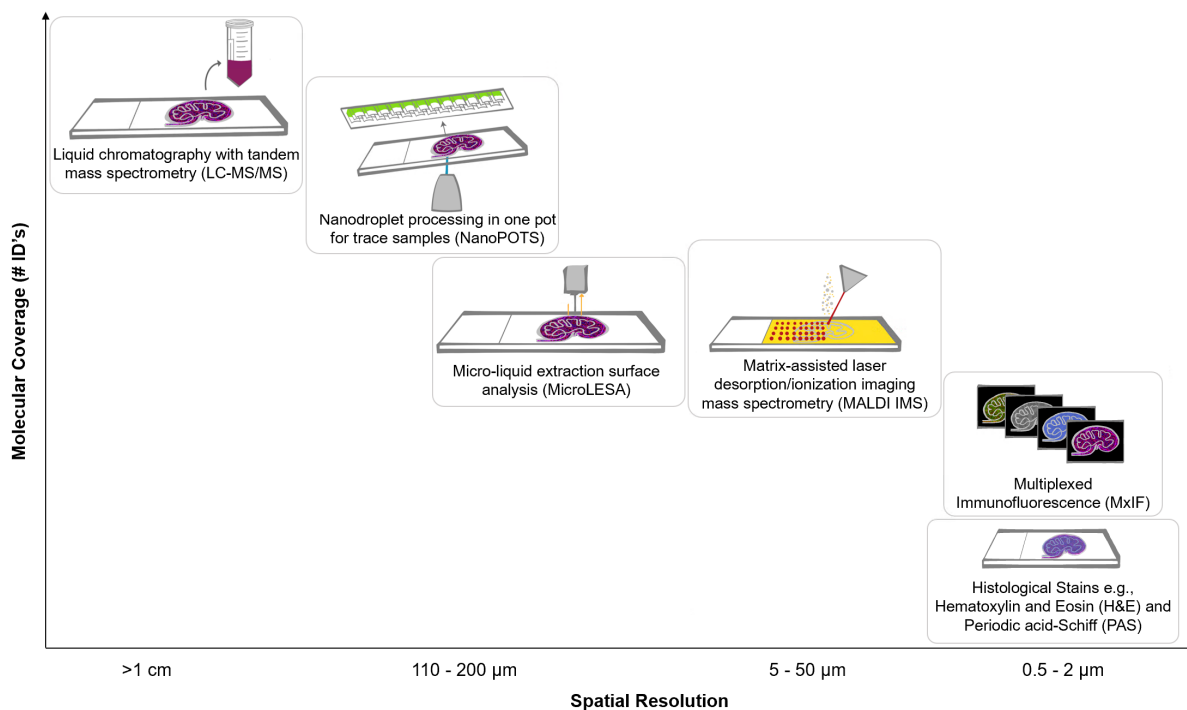 Molecular Coverage (# ID's)
Liquid chromatography with tandem
mass spectrometry (LC-MS/MS)
Nanodroplet processing in one pot
for trace samples (NanoPOTS)
Micro-liquid extraction surface
analysis (MicroLESA)
Matrix-assisted laser
desorption/ionization imaging
mass spectrometry (MALDI IMS)
Multiplexed
Immunofluorescence (MxIF)
Histological Stains e.g.,
Hematoxylin and Eosin (H&E) and
Periodic acid-Schiff (PAS)
>1 cm
110 - 200 µm
5 - 50 µm
0.5 - 2 µm
Spatial Resolution